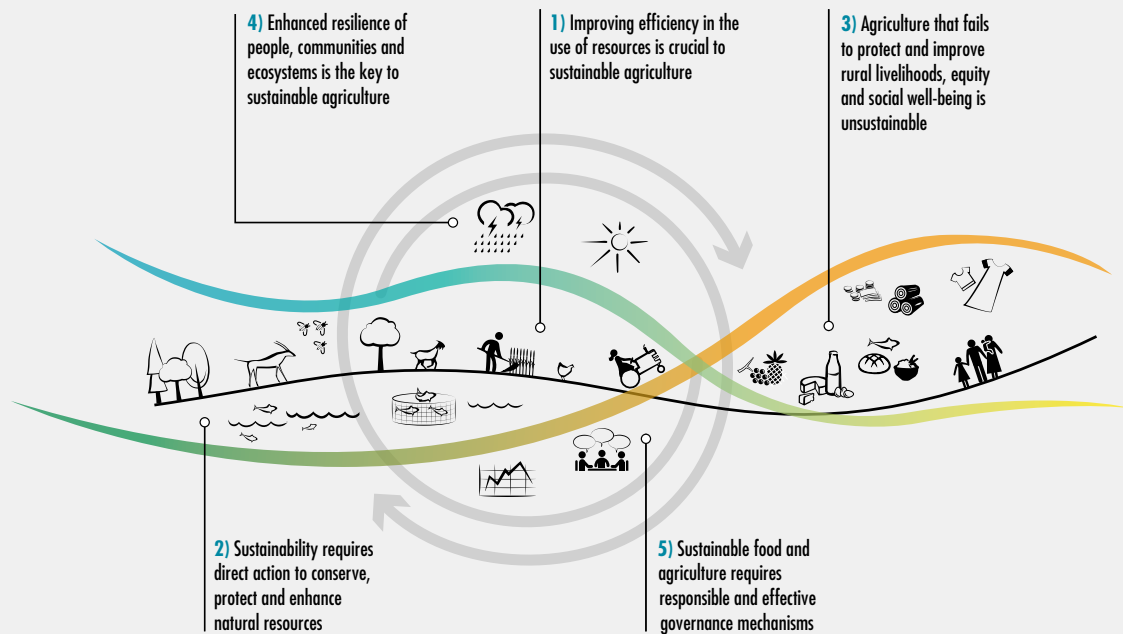 4) Enhanced resilience of
people, communities and
ecosystems is the key to
sustainable agriculture
1) Improving efficiency in the
use of resources is crucial to
sustainable agriculture
3) Agriculture that fails
to protect and improve
rural livelihoods, equity
and social well-being is
unsustainable
2) Sustainability requires
direct action to conserve,
protect and enhance
natural resources
5) Sustainable food and
agriculture requires
responsible and effective
governance mechanisms